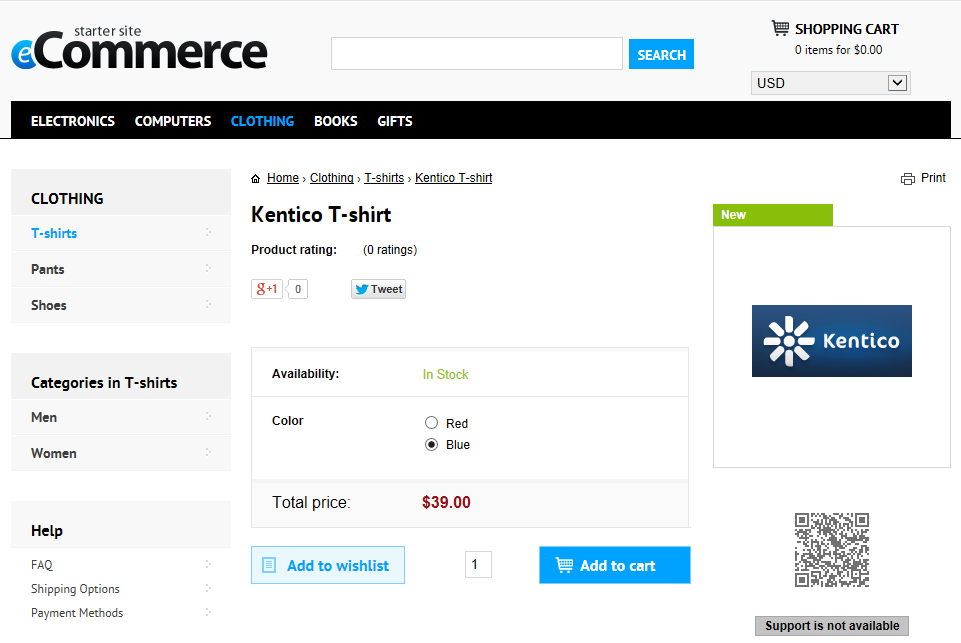 starter site
eCommerce
SEARCH
SHOPPING CART
0 items for $0.00
USD
ELECTRONICS COMPUTERS CLOTHING BOOKS GIFTS
CLOTHING
T-shirts
Pants
Shoes
Categories in T-shirts
Men
Women
Help
FAQ
Shipping Options
Payment Methods
Home › Clothing › T-shirts › Kentico T-shirt
Print
Kentico T-shirt
Product rating: (0 ratings)
g+1 0
Tweet
New
Kentico
Availability: In Stock
Color
Red
Blue
Total price: $39.00
Add to wishlist
1
Add to cart
Support is not available